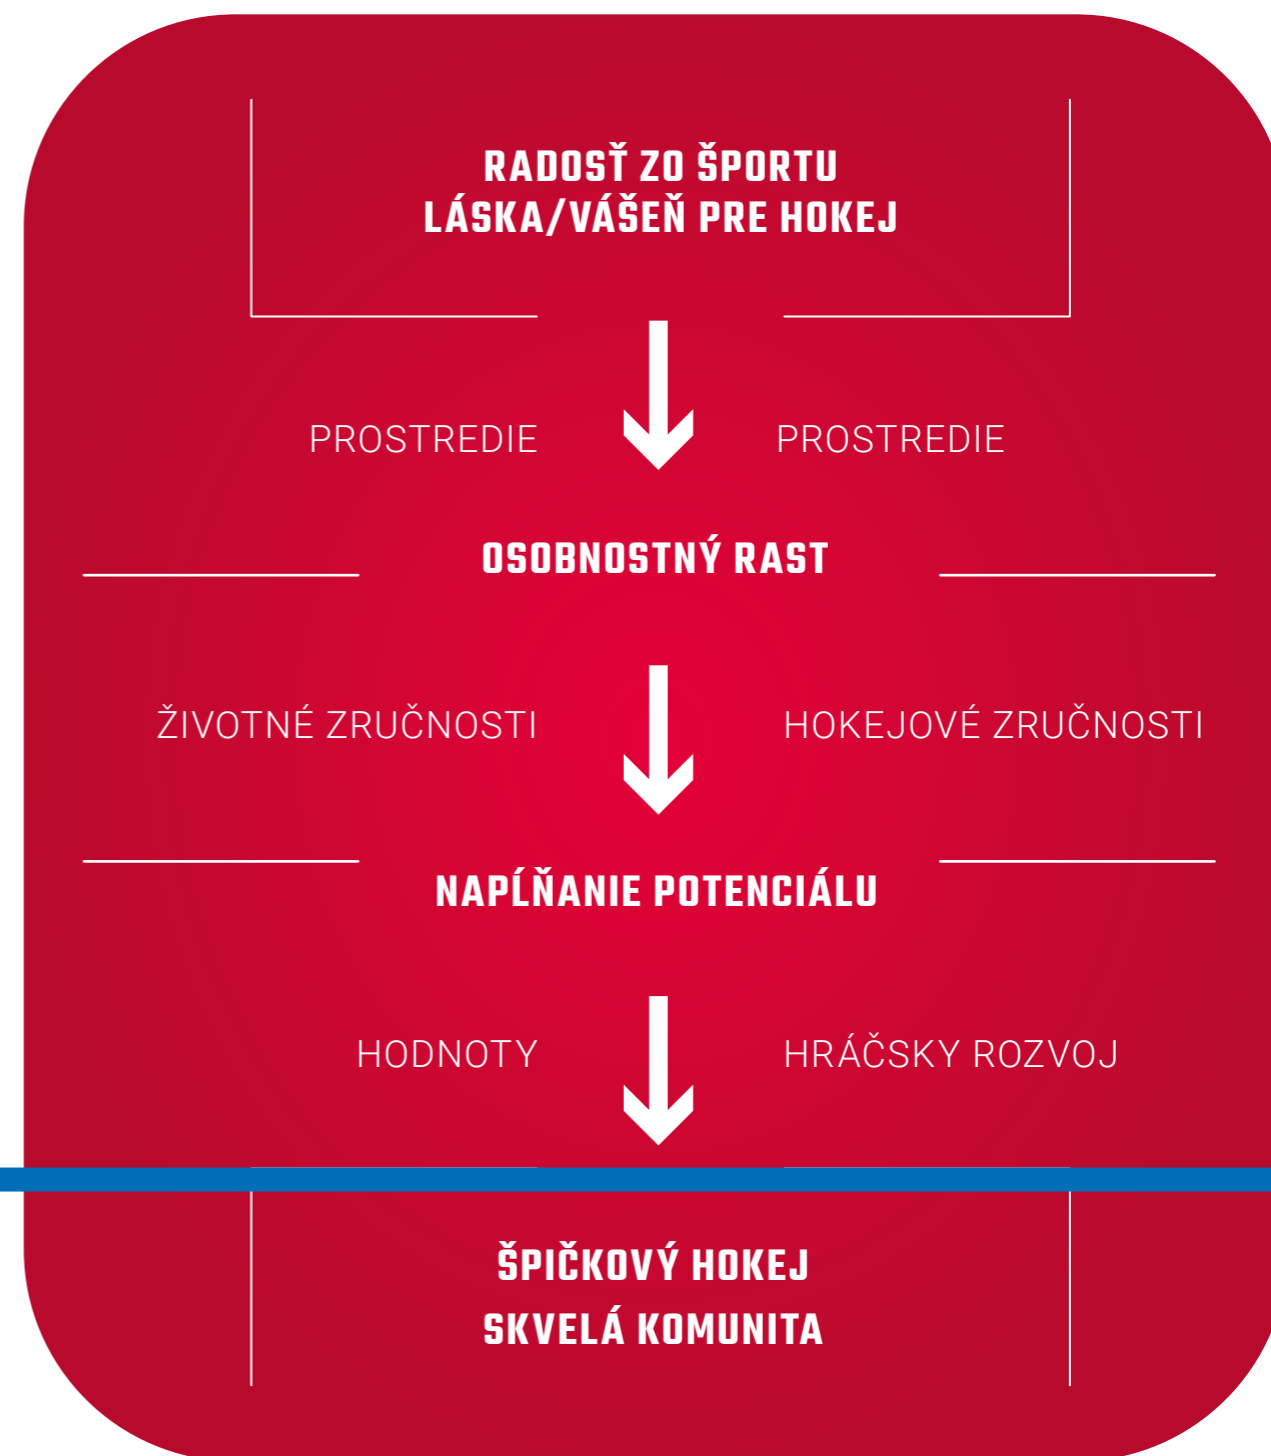 RADOSŤ ZO ŠPORTU
LÁSKA/VÁŠEŇ PRE HOKEJ
PROSTREDIE PROSTREDIE
OSOBNOSTNÝ RAST
ŽIVOTNÉ ZRUČNOSTI HOKEJOVÉ ZRUČNOSTI
NAPĹŇANIE POTENCIÁLU
HODNOTY HRÁČSKY ROZVOJ
ŠPIČKOVÝ HOKEJ
SKVELÁ KOMUNITA